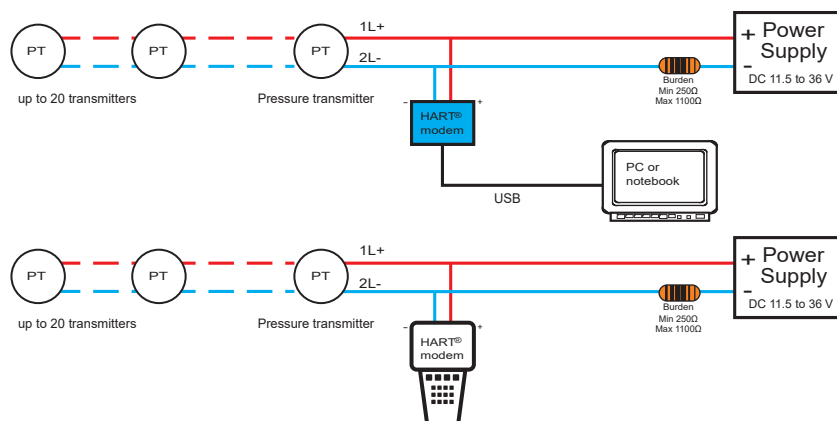 PT
PT
PT
1L+
2L-
up to 20 transmitters
Pressure transmitter
+
-
Power
Supply
DC 11.5 to 36 V
Burden
Min 250Ω
Max 1100Ω
-
+
HART®
modem
USB
PC or
notebook
PT
PT
PT
1L+
2L-
up to 20 transmitters
Pressure transmitter
+
-
Power
Supply
DC 11.5 to 36 V
Burden
Min 250Ω
Max 1100Ω
-
+
HART®
modem